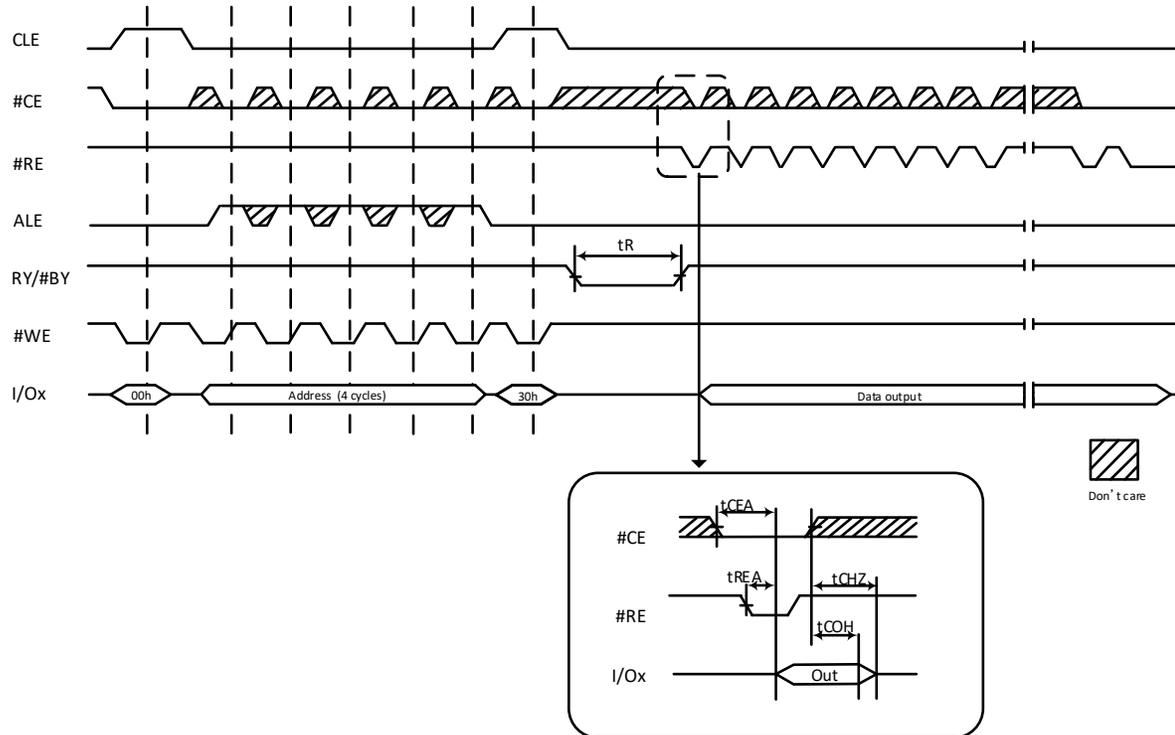 CLE
#CE
#RE
ALE
tR
RY/#BY
#WE
I/Ox
00h
Address (4 cycles)
30h
Data output
Don't care
tCEA
#CE
tREA
tCHZ
#RE
tCOH
I/Ox
Out